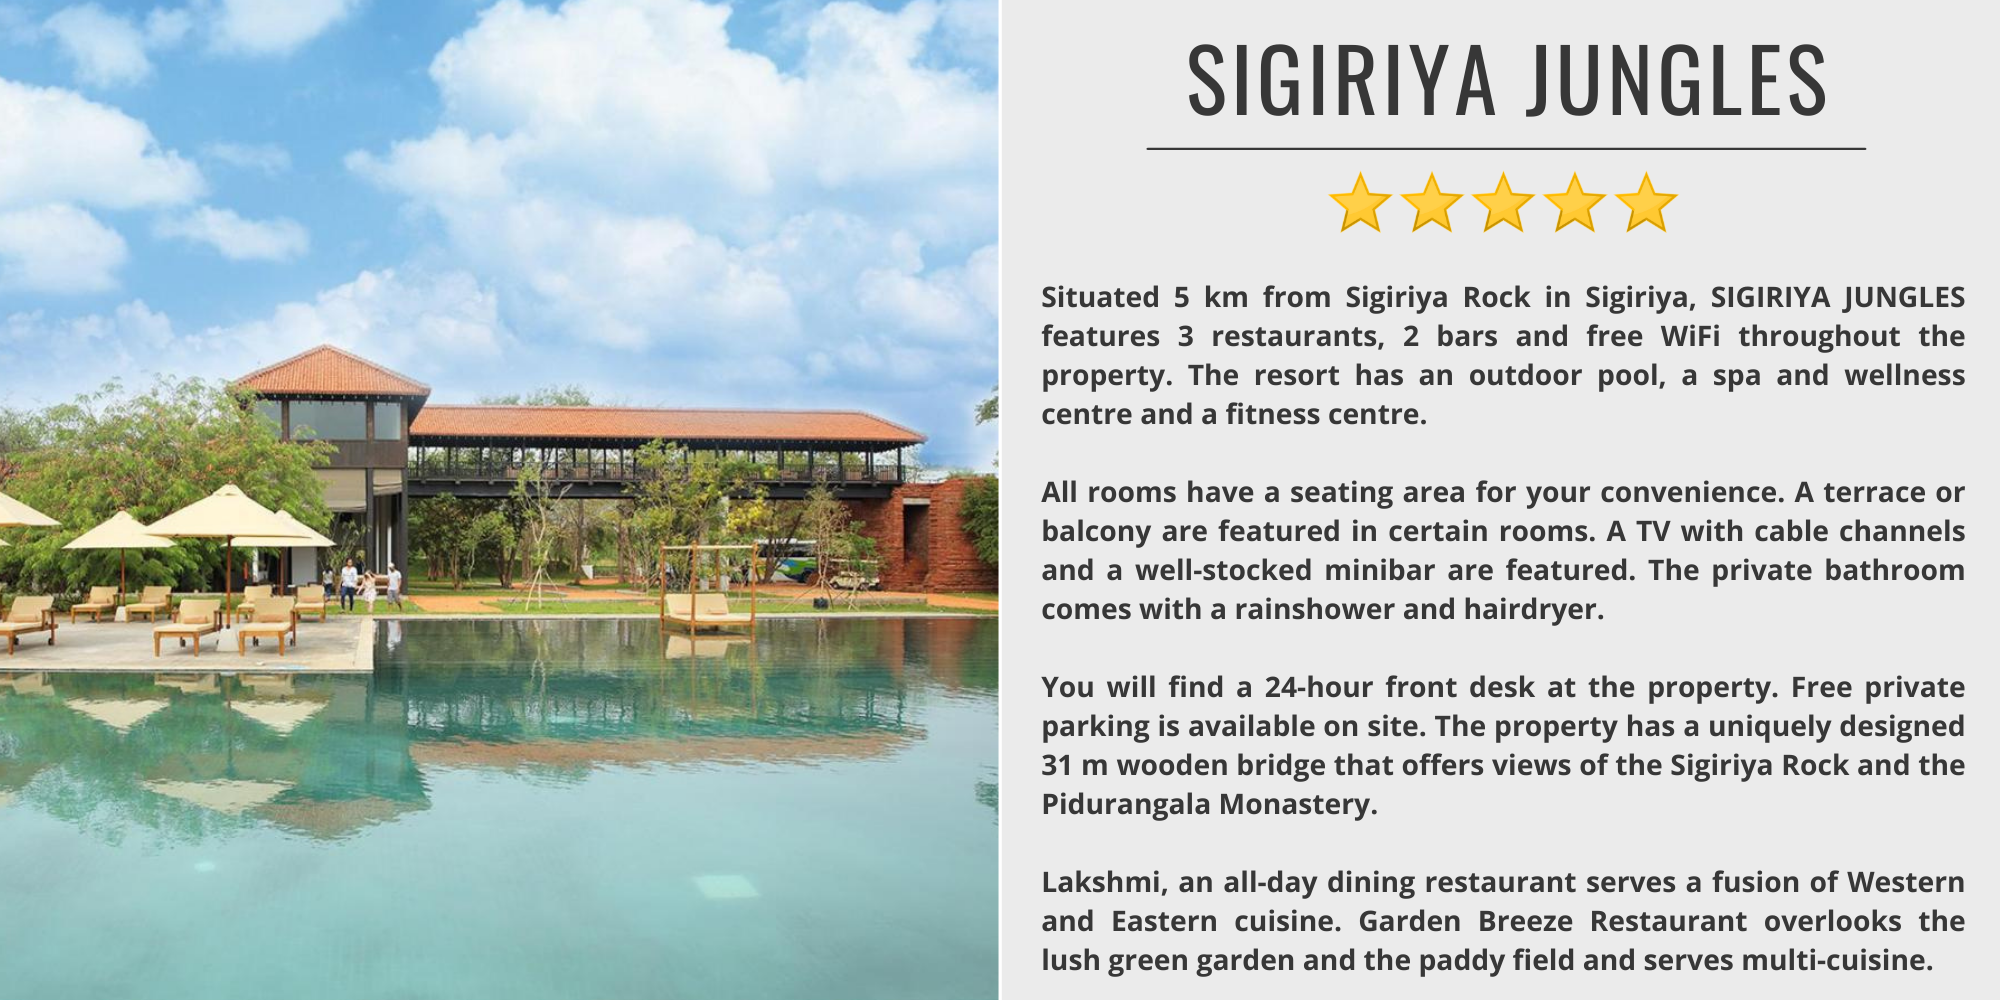 SIGIRIYA JUNGLES
Situated 5 km from Sigiriya Rock in Sigiriya, SIGIRIYA JUNGLES
features 3 restaurants, 2 bars and free WiFi throughout the
property. The resort has an outdoor pool, a spa and wellness
centre and a fitness centre.
All rooms have a seating area for your convenience. A terrace or
balcony are featured in certain rooms. A TV with cable channels
and a well-stocked minibar are featured. The private bathroom
comes with a rainshower and hairdryer.
You will find a 24-hour front desk at the property. Free private
parking is available on site. The property has a uniquely designed
31 m wooden bridge that offers views of the Sigiriya Rock and the
Pidurangala Monastery.
Lakshmi, an all-day dining restaurant serves a fusion of Western
and Eastern cuisine. Garden Breeze Restaurant overlooks the
lush green garden and the paddy field and serves multi-cuisine.